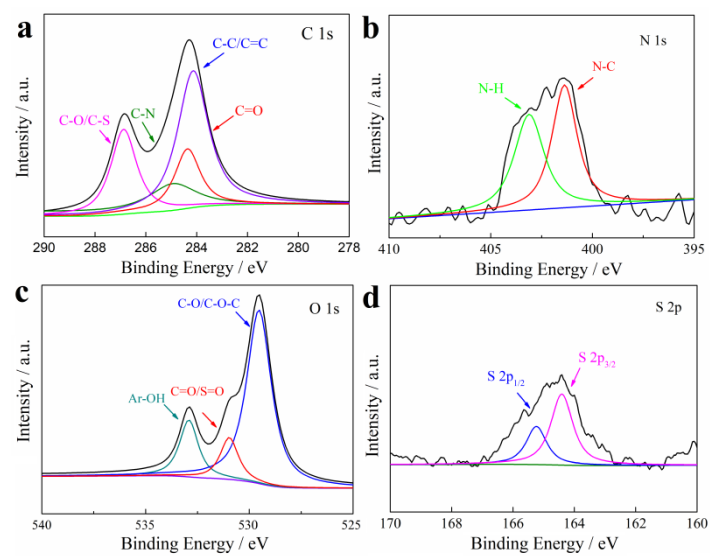 a
C 1s
C-C/C=C
C-N
C-O/C-S
C=O
Intensity / a.u.
290 288 286 284 282 280 278
Binding Energy / eV
b
N 1s
N-C
N-H
Intensity / a.u.
410 405 400 395
Binding Energy / eV
c
O 1s
C-O/C-O-C
C=O/S=O
Ar-OH
Intensity / a.u.
540 535 530 525
Binding Energy / eV
d
S 2p
S 2p3/2
S 2p1/2
Intensity / a.u.
170 168 166 164 162 160
Binding Energy / eV